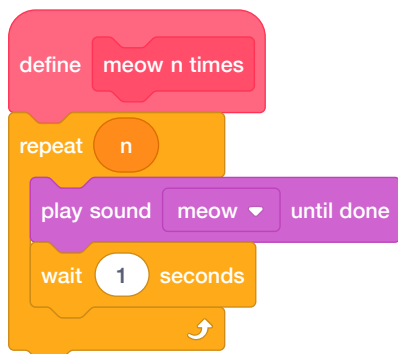 define meow n times
repeat n
play sound meow until done
wait 1 seconds